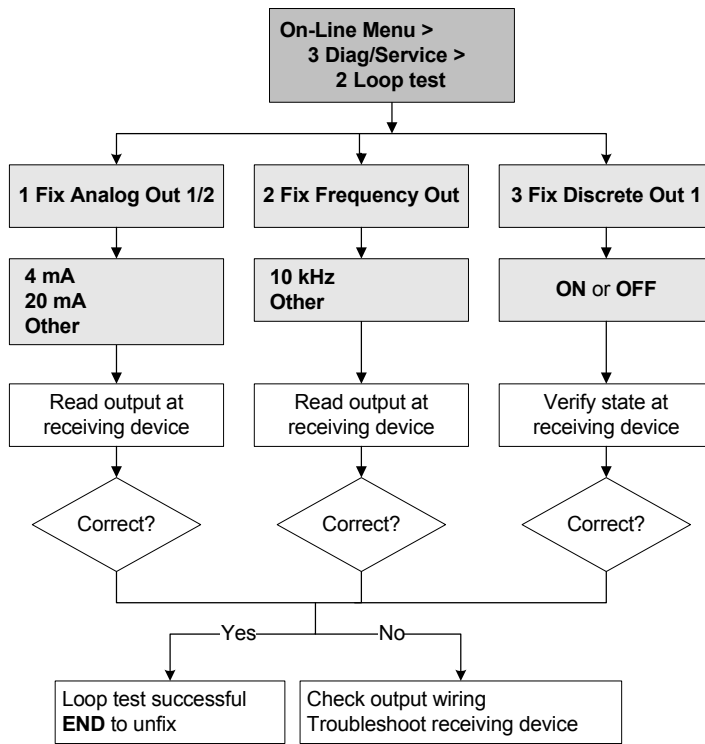 On-Line Menu >
3 Diag/Service >
2 Loop test
1 Fix Analog Out 1/2
2 Fix Frequency Out
3 Fix Discrete Out 1
4 mA
20 mA
Other
10 kHz
Other
ON or OFF
Read output at
receiving device
Read output at
receiving device
Verify state at
receiving device
Correct?
Correct?
Correct?
Yes
No
Loop test successful
END to unfix
Check output wiring
Troubleshoot receiving device